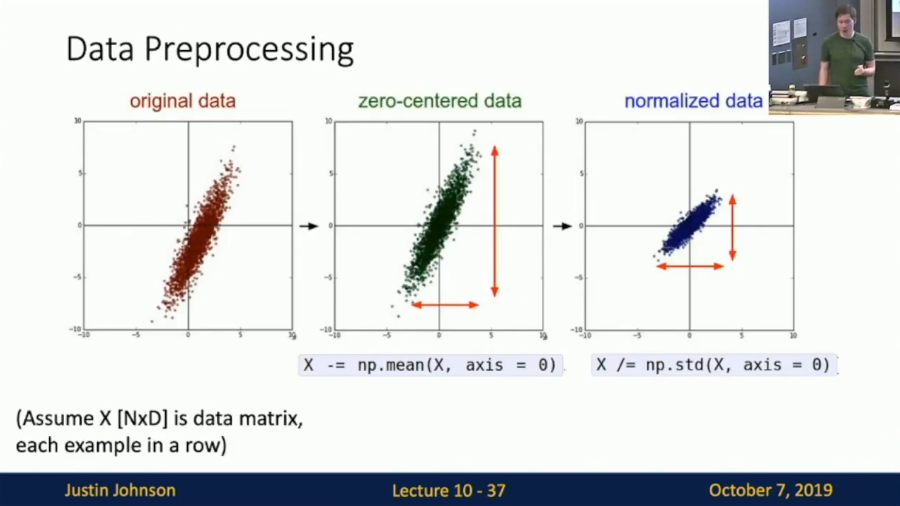 Data Preprocessing
original data
zero-centered data
normalized data
10
5
0
−5
−10
−10
−5
0
5
10
10
5
0
−5
−10
−10
−5
0
5
10
10
5
0
−5
−10
−10
−5
0
5
10
X -= np.mean(X, axis = 0)
X /= np.std(X, axis = 0)
(Assume X [NxD] is data matrix,
each example in a row)
Justin Johnson
Lecture 10 - 37
October 7, 2019